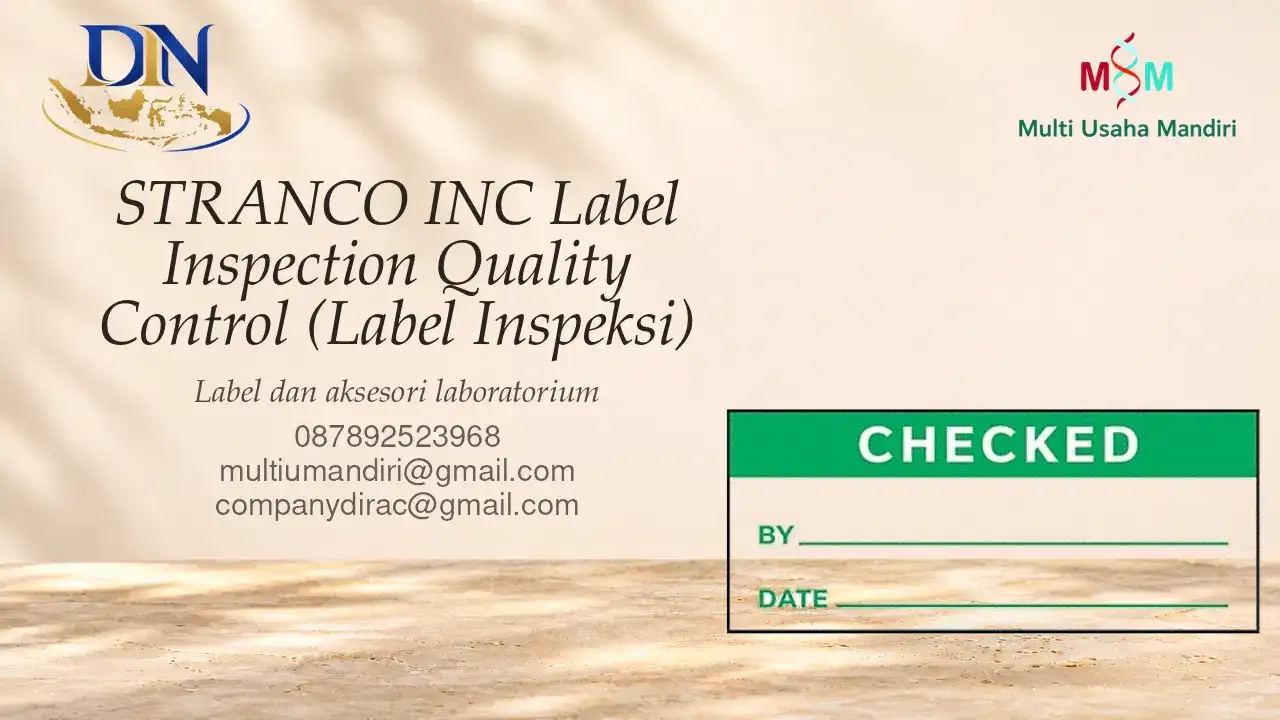 DIN
M M
Multi Usaha Mandiri
STRANCO INC Label
Inspection Quality
Control (Label Inspeksi)
Label dan aksesori laboratorium
087892523968
multiumandiri@gmail.com
companydirac@gmail.com
CHECKED
BY
DATE